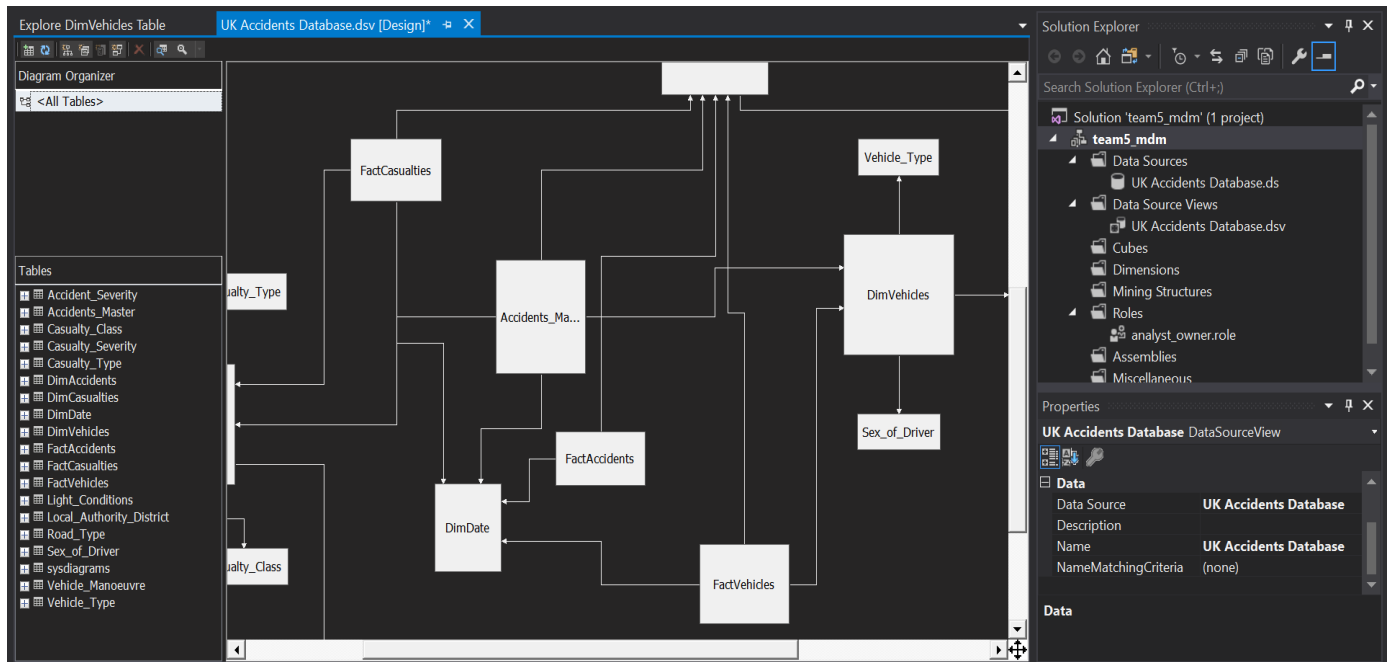 Explore DimVehicles Table
UK Accidents Database.dsv [Design]*
Diagram Organizer
<All Tables>
Tables
Accident_Severity
Accidents_Master
Casualty_Class
Casualty_Severity
Casualty_Type
DimAccidents
DimCasualties
DimDate
DimVehicles
FactAccidents
FactCasualties
FactVehicles
Light_Conditions
Local_Authority_District
Road_Type
Sex_of_Driver
sysdiagrams
Vehicle_Manoeuvre
Vehicle_Type
FactCasualties
Vehicle_Type
ualty_Type
Accidents_Ma...
DimVehicles
Sex_of_Driver
FactAccidents
DimDate
ualty_Class
FactVehicles
Solution Explorer
Search Solution Explorer (Ctrl+;)
Solution 'team5_mdm' (1 project)
team5_mdm
Data Sources
UK Accidents Database.ds
Data Source Views
UK Accidents Database.dsv
Cubes
Dimensions
Mining Structures
Roles
analyst_owner.role
Assemblies
Miscellaneous
Properties
UK Accidents Database DataSourceView
Data
Data Source UK Accidents Database
Description
Name UK Accidents Database
NameMatchingCriteria (none)
Data